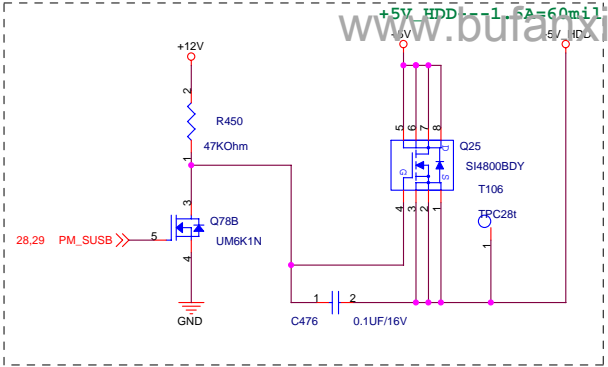 +5V_HDD---1.5A=60mil
www.bufanxi
+12V
+5V
+5V_HDD
2
R450
47KOhm
1
5 6 7 8
D
Q25
SI4800BDY
G
S
T106
TPC28t
4 3 2 1
1
3
Q78B
UM6K1N
28,29 PM_SUSB
5
4
GND
1 2
C476
0.1UF/16V